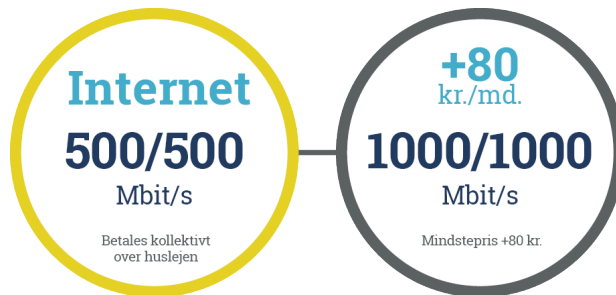 Internet
500/500
Mbit/s
Betales kollektivt
over huslejen
+80
kr./md.
1000/1000
Mbit/s
Mindstepris +80 kr.